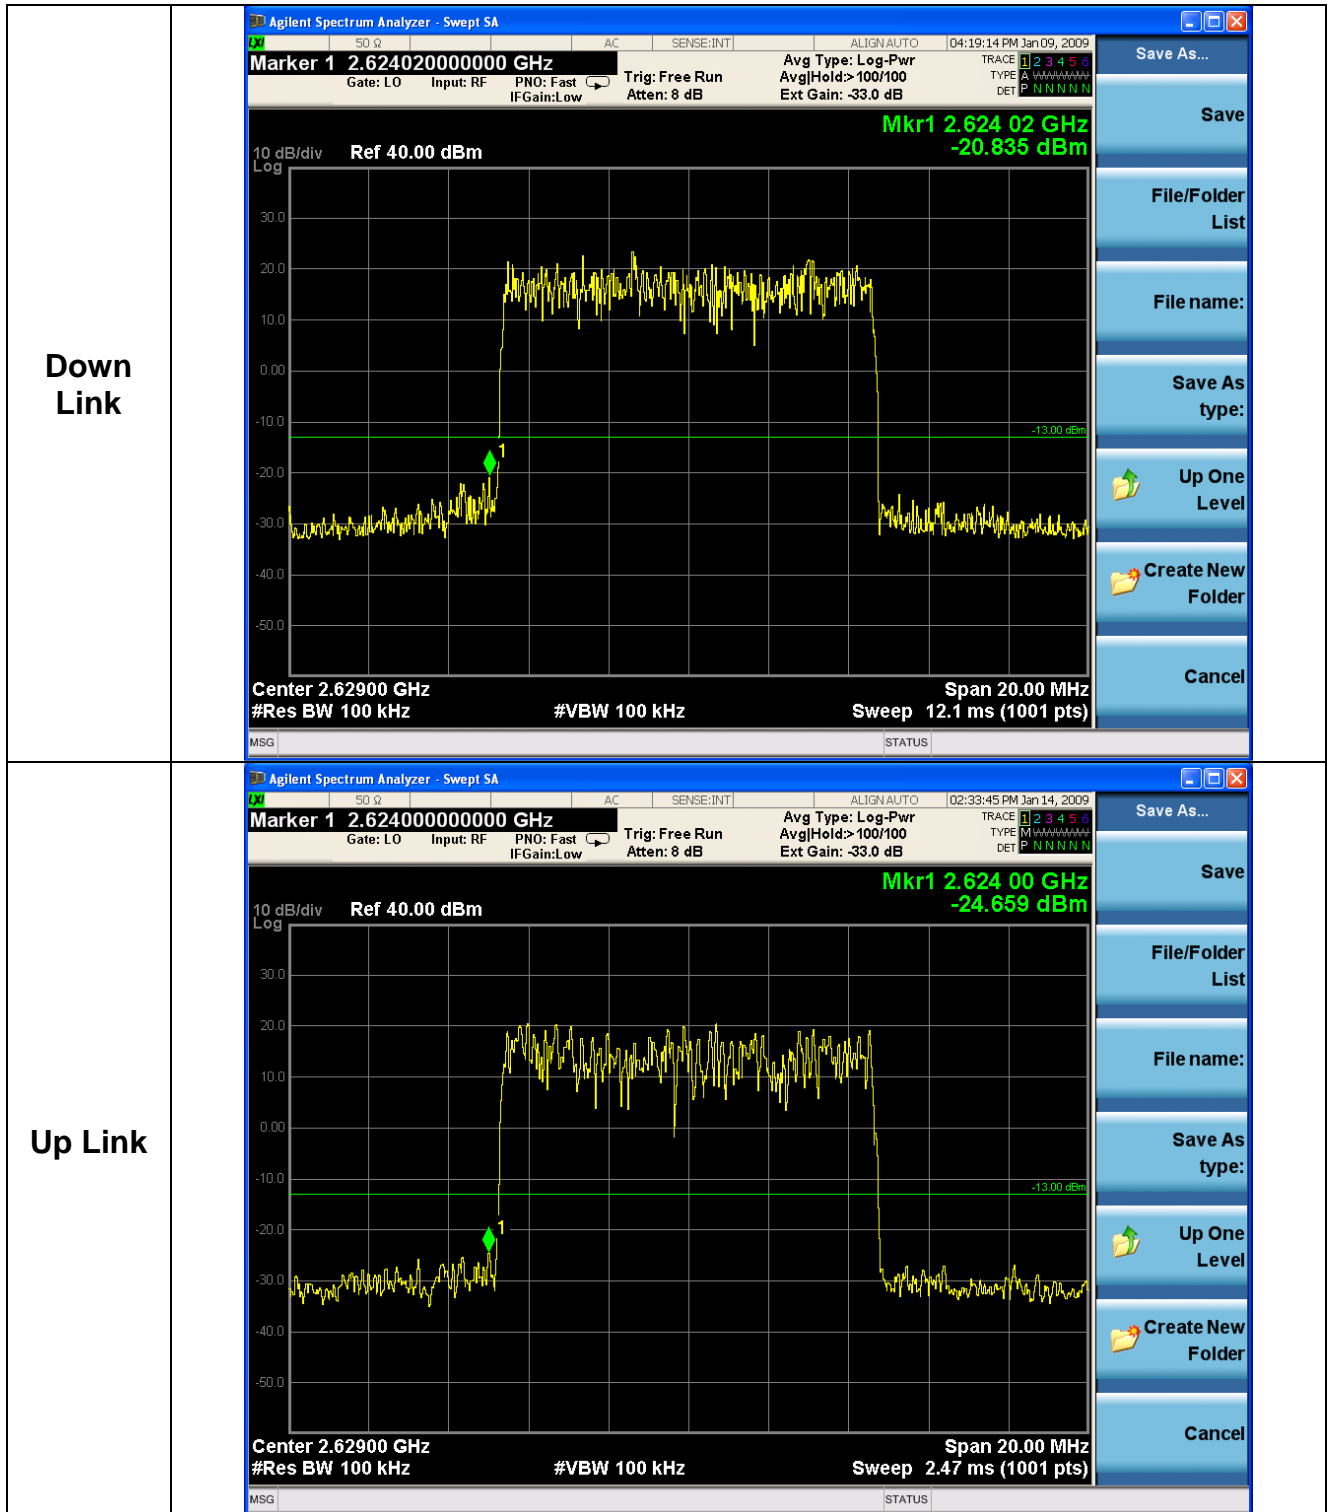 Down
Link
Agilent Spectrum Analyzer - Swept SA
LXI 50 Ω AC SENSE:INT ALIGN AUTO 04:19:14 PM Jan 09, 2009
Marker 1 2.624020000000 GHz
Gate: LO Input: RF PNO: Fast IFGain:Low
Trig: Free Run
Atten: 8 dB
Avg Type: Log-Pwr
Avg|Hold:>100/100
Ext Gain: -33.0 dB
TRACE 1 2 3 4 5 6
TYPE A WWWWW
DET P N N N N N
Mkr1 2.624 02 GHz
-20.835 dBm
10 dB/div Ref 40.00 dBm
Log
30.0
20.0
10.0
0.00
-10.0
-13.00 dBm
1
-20.0
-30.0
-40.0
-50.0
Center 2.62900 GHz Span 20.00 MHz
#Res BW 100 kHz #VBW 100 kHz Sweep 12.1 ms (1001 pts)
MSG STATUS
Save As...
Save
File/Folder
List
File name:
Save As
type:
Up One
Level
Create New
Folder
Cancel
Up Link
Agilent Spectrum Analyzer - Swept SA
LXI 50 Ω AC SENSE:INT ALIGN AUTO 02:33:45 PM Jan 14, 2009
Marker 1 2.624000000000 GHz
Gate: LO Input: RF PNO: Fast IFGain:Low
Trig: Free Run
Atten: 8 dB
Avg Type: Log-Pwr
Avg|Hold:>100/100
Ext Gain: -33.0 dB
TRACE 1 2 3 4 5 6
TYPE M WWWWW
DET P N N N N N
Mkr1 2.624 00 GHz
-24.659 dBm
10 dB/div Ref 40.00 dBm
Log
30.0
20.0
10.0
0.00
-10.0
-13.00 dBm
-20.0
1
-30.0
-40.0
-50.0
Center 2.62900 GHz Span 20.00 MHz
#Res BW 100 kHz #VBW 100 kHz Sweep 2.47 ms (1001 pts)
MSG STATUS
Save As...
Save
File/Folder
List
File name:
Save As
type:
Up One
Level
Create New
Folder
Cancel